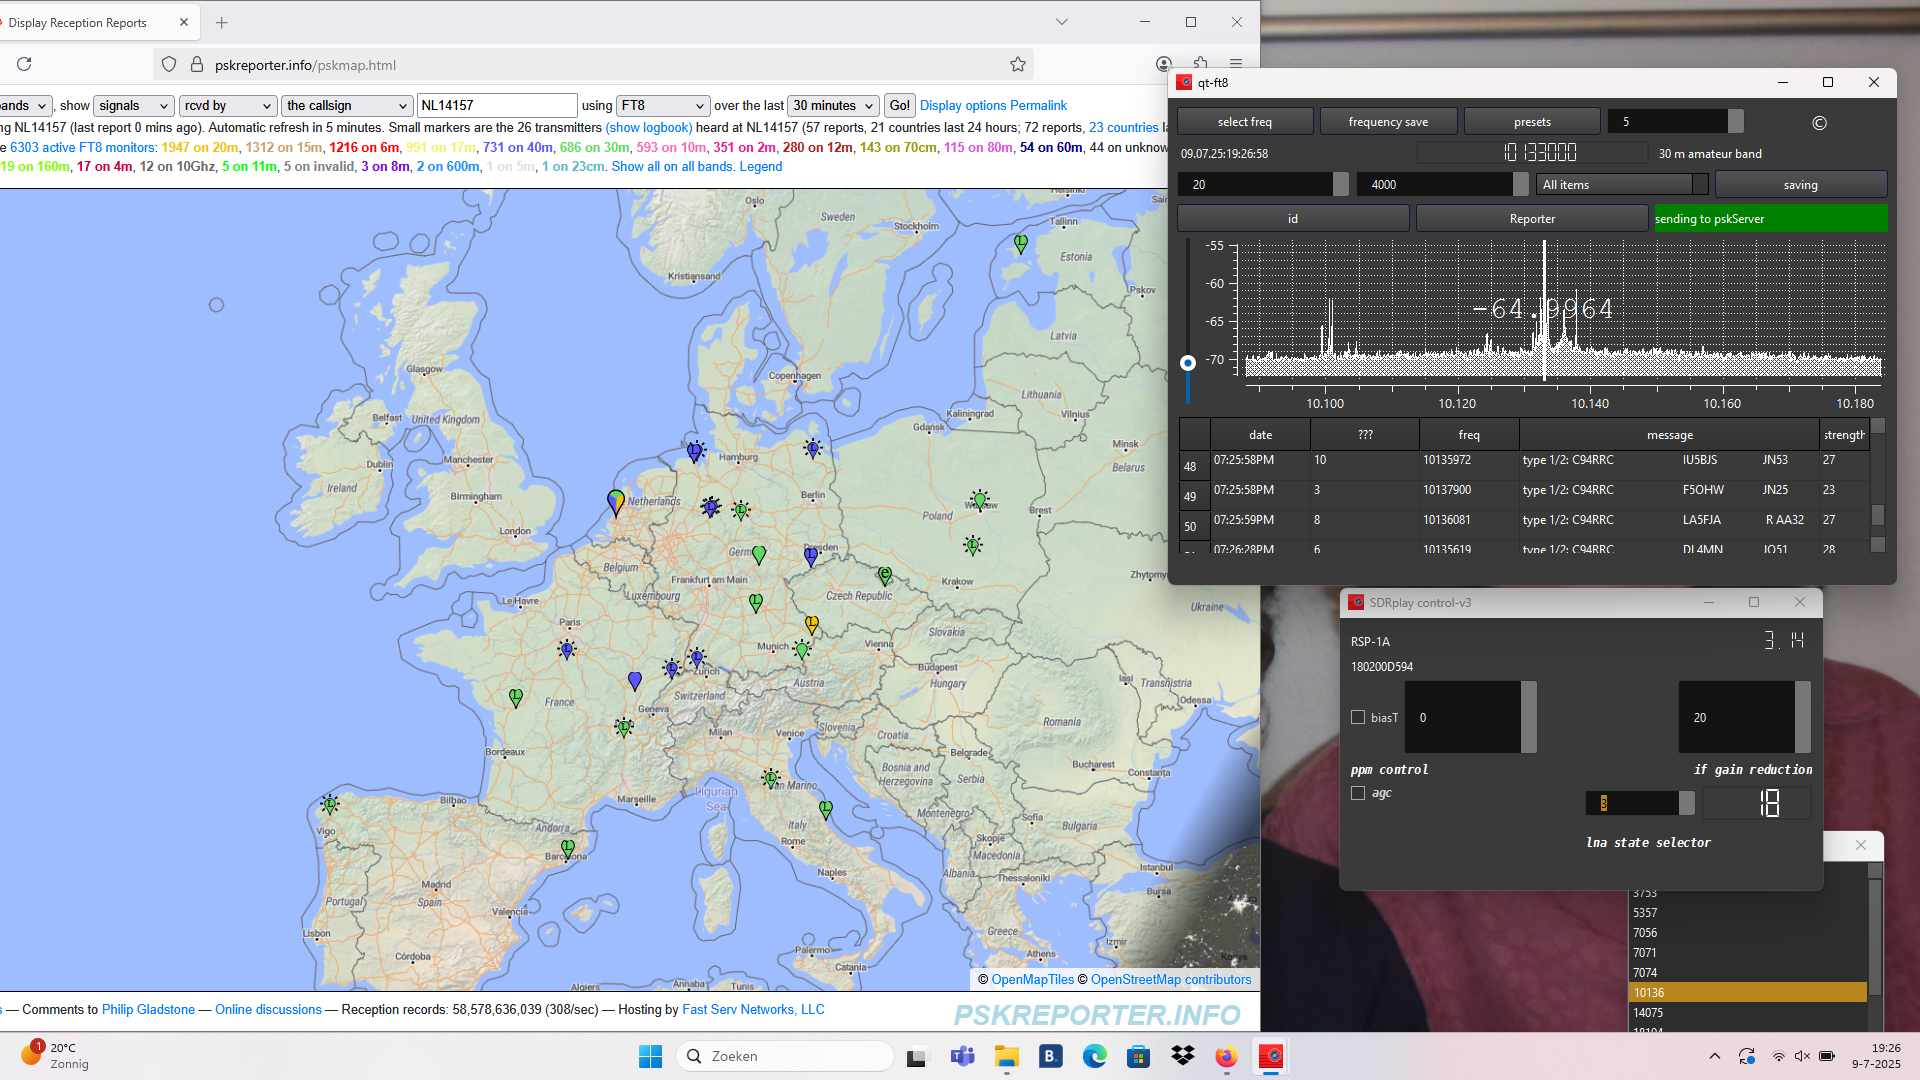 Display Reception Reports
pskreporter.info/pskmap.html
ands , show signals rcvd by the callsign NL14157 using FT8 over the last 30 minutes Go! Display options Permalink
ng NL14157 (last report 0 mins ago). Automatic refresh in 5 minutes. Small markers are the 26 transmitters (show logbook) heard at NL14157 (57 reports, 21 countries last 24 hours; 72 reports, 23 countries la
e 6303 active FT8 monitors: 1947 on 20m, 1312 on 15m, 1216 on 6m, 991 on 17m, 731 on 40m, 686 on 30m, 593 on 10m, 351 on 2m, 280 on 12m, 143 on 70cm, 115 on 80m, 54 on 60m, 44 on unknow
19 on 160m, 17 on 4m, 12 on 10Ghz, 5 on 11m, 5 on invalid, 3 on 8m, 2 on 600m, 1 on 5m, 1 on 23cm. Show all on all bands. Legend
Oslo
Sweden
Stockholm
Helsinki
Tallinn
Estonia
Kristiansand
Pskov
Latvia
Glasgow
Copenhagen
Lithuania
Vilnius
Kaliningrad
Belfast
United Kingdom
Gdańsk
Minsk
Belarus
Hamburg
Manchester
Dublin
Ireland
Birmingham
Netherlands
Berlin
Warsaw
Poland
Brest
London
Dresden
Germ
Belgium
Frankfurt am Main
Krakow
Zhytomy
Luxembourg
Czech Republic
Le Havre
Ukraine
Paris
Slovakia
Munich
Vienna
Zurich
Budapest
Hungary
Austria
Iasi
Transnistria
Switzerland
France
Geneva
Odessa
Slovenia
Romania
Milan
Venice
Croatia
Bordeaux
Belgrade
Bosnia and Herzegovina
Serbia
Bucharest
Constanta
San Marino
Ligurian Sea
Marseille
Bilbao
Montenegro
Sofia
Bulgaria
Vigo
Andorra
Italy
Rome
Skopje
Macedonia
Barcelona
Istanbul
Albania
Thessaloniki
Naples
Bursa
Madrid
Spain
Portugal
Valencia
Lisbon
Greece
Izmir
Palermo
Athens
Córdoba
Catania
Konya
Algiers
Annaba
Tunis
© OpenMapTiles © OpenStreetMap contributors
s — Comments to Philip Gladstone — Online discussions — Reception records: 58,578,636,039 (308/sec) — Hosting by Fast Serv Networks, LLC
PSKREPORTER.INFO
qt-ft8
select freq frequency save presets 5 ©
09.07.25:19:26:58 10133000 30 m amateur band
20 4000 All items saving
id Reporter sending to pskServer
-55
-60
-64.9964
-65
-70
10.100 10.120 10.140 10.160 10.180
date ??? freq message strength
48 07:25:58PM 10 10135972 type 1/2: C94RRC IU5BJS JN53 27
49 07:25:58PM 3 10137900 type 1/2: C94RRC F5OHW JN25 23
50 07:25:59PM 8 10136081 type 1/2: C94RRC LA5FJA R AA32 27
07:26:28PM 6 10135619 type 1/2: C94RRC DL4MN JO51 28
SDRplay control-v3
RSP-1A 3.14
180200D594
biasT 0 20
ppm control if gain reduction
agc 3 18
lna state selector
3753
5357
7056
7071
7074
10136
14075
18104
1 20°C
Zonnig
Zoeken
B.
19:26
9-7-2025